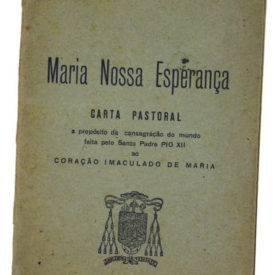 Maria Nossa Esperança
CARTA PASTORAL
a propósito da consagração do mundo
feita pelo Santo Padre PIO XII
ao
CORAÇÃO IMACULADO DE MARIA